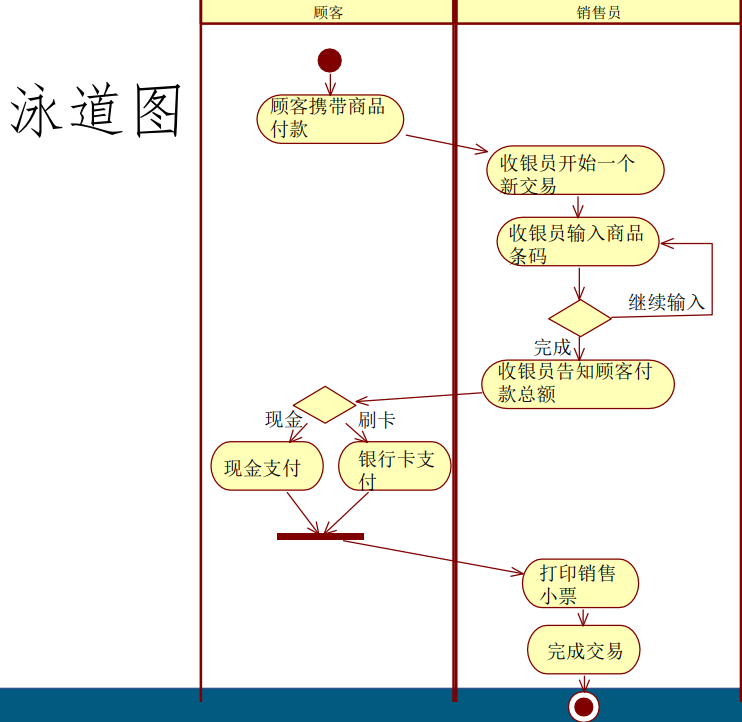 顾客
销售员
泳道图
顾客携带商品
付款
收银员开始一个
新交易
收银员输入商品
条码
继续输入
完成
收银员告知顾客付
款总额
现金
刷卡
现金支付
银行卡支
付
打印销售
小票
完成交易